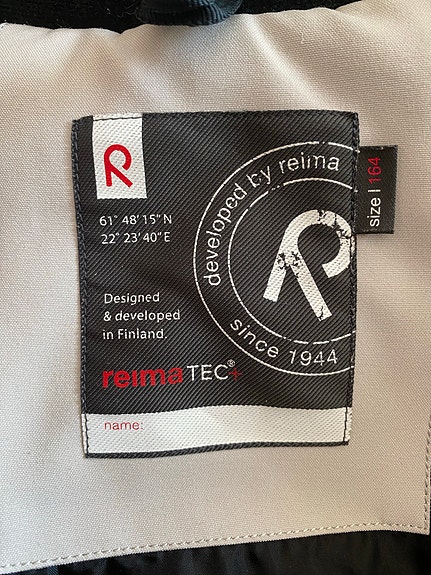 R
61° 48' 15" N
22° 23' 40" E
Designed
& developed
in Finland.
reimaTEC®+
name:
developed by reima
R
since 1944
size | 164